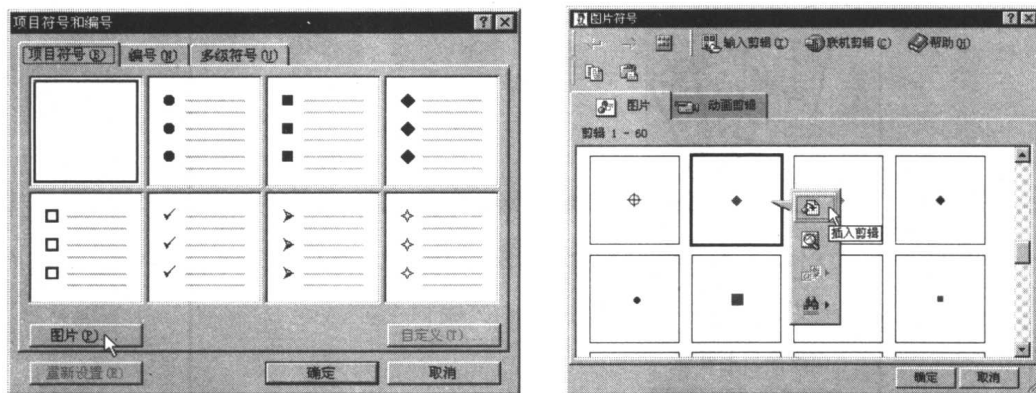 项目符号和编号
项目符号(B) 编号(N) 多级符号(U)
图片(P)
自定义(T)...
重新设置(R)
确定
取消
图片符号
输入剪辑(I) 联机剪辑(C) 帮助(H)
图片 动画剪辑
剪辑 1 - 60
插入剪辑
确定
取消